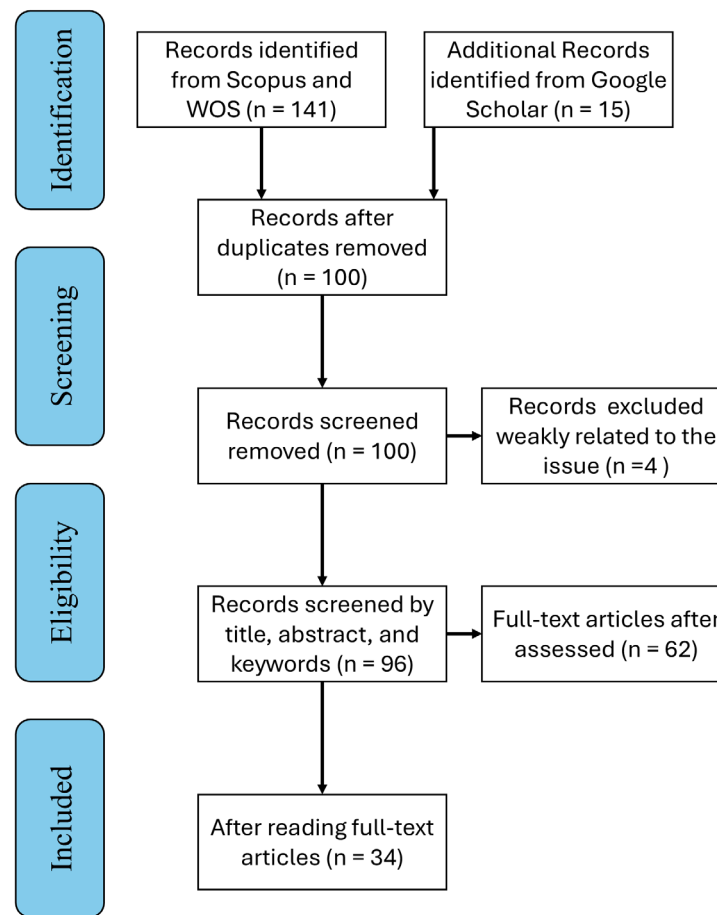 Identification
Records identified
from Scopus and
WOS (n = 141)
Additional Records
identified from Google
Scholar (n = 15)
Records after
duplicates removed
(n = 100)
Screening
Records screened
removed (n = 100)
Records  excluded
weakly related to the
issue (n =4 )
Eligibility
Records screened by
title, abstract, and
keywords (n = 96)
Full-text articles after
assessed (n = 62)
Included
After reading full-text
articles (n = 34)